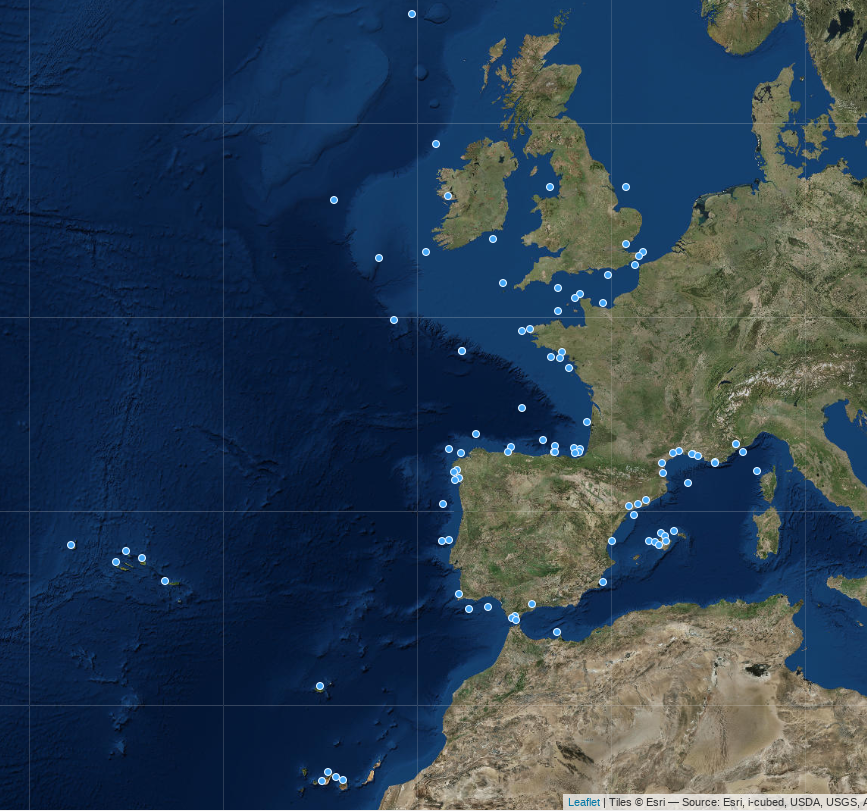 Leaflet | Tiles © Esri — Source: Esri, i-cubed, USDA, USGS, A